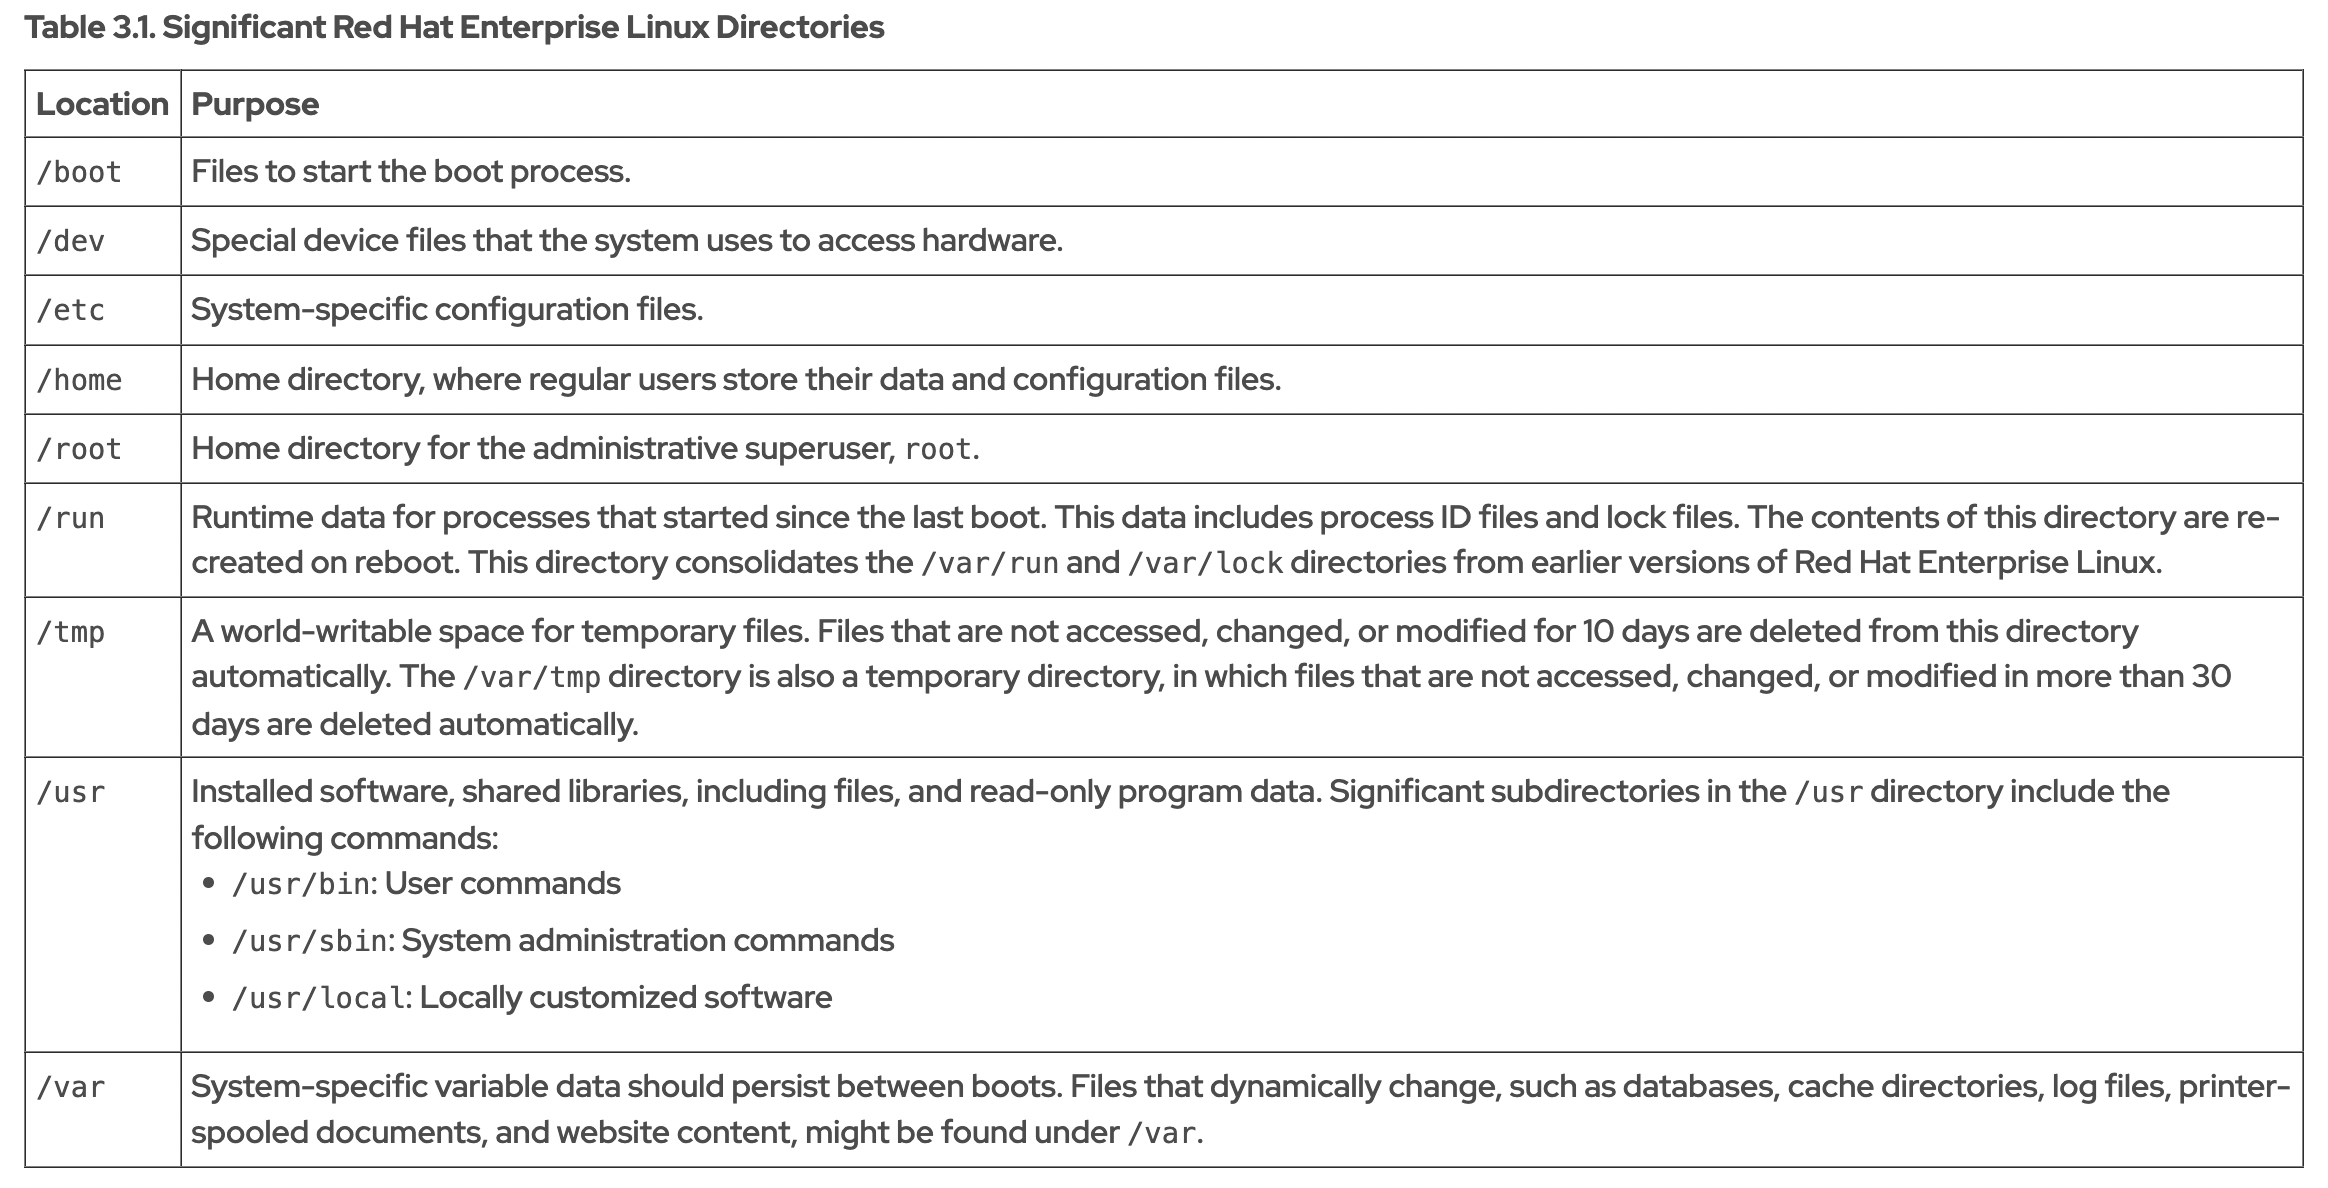 Table 3.1. Significant Red Hat Enterprise Linux Directories
Location Purpose
/boot Files to start the boot process.
/dev Special device files that the system uses to access hardware.
/etc System-specific configuration files.
/home Home directory, where regular users store their data and configuration files.
/root Home directory for the administrative superuser, root.
/run Runtime data for processes that started since the last boot. This data includes process ID files and lock files. The contents of this directory are re-
created on reboot. This directory consolidates the /var/run and /var/lock directories from earlier versions of Red Hat Enterprise Linux.
/tmp A world-writable space for temporary files. Files that are not accessed, changed, or modified for 10 days are deleted from this directory
automatically. The /var/tmp directory is also a temporary directory, in which files that are not accessed, changed, or modified in more than 30
days are deleted automatically.
/usr Installed software, shared libraries, including files, and read-only program data. Significant subdirectories in the /usr directory include the
following commands:
• /usr/bin: User commands
• /usr/sbin: System administration commands
• /usr/local: Locally customized software
/var System-specific variable data should persist between boots. Files that dynamically change, such as databases, cache directories, log files, printer-
spooled documents, and website content, might be found under /var.